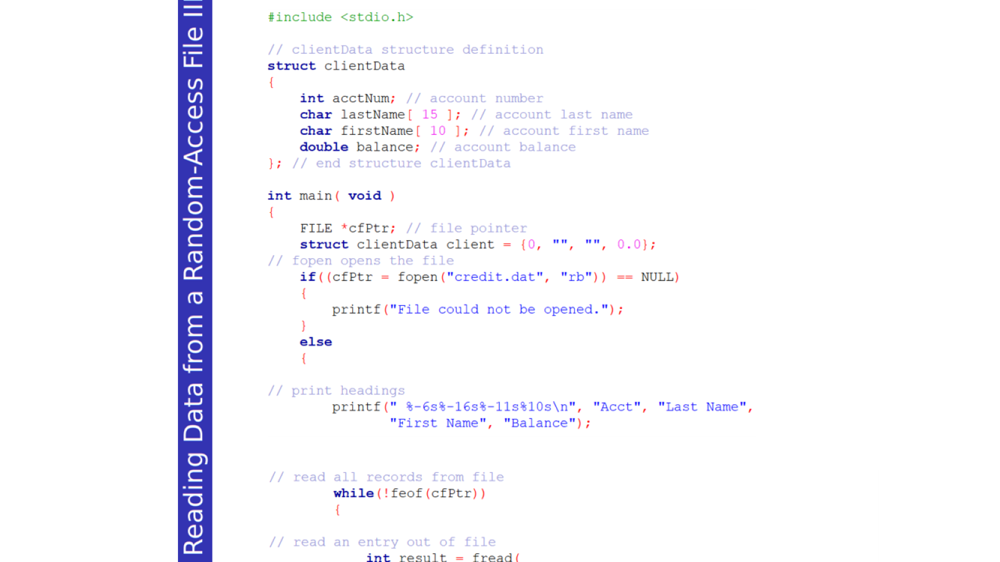 Reading Data from a Random-Access File III
#include <stdio.h>
// clientData structure definition
struct clientData
{
    int acctNum; // account number
    char lastName[ 15 ]; // account last name
    char firstName[ 10 ]; // account first name
    double balance; // account balance
}; // end structure clientData
int main( void )
{
    FILE *cfPtr; // file pointer
    struct clientData client = {0, "", "", 0.0};
// fopen opens the file
    if((cfPtr = fopen("credit.dat", "rb")) == NULL)
    {
        printf("File could not be opened.");
    }
    else
    {
// print headings
        printf(" %-6s%-16s%-11s%10s\n", "Acct", "Last Name",
               "First Name", "Balance");
// read all records from file
        while(!feof(cfPtr))
        {
// read an entry out of file
            int result = fread(